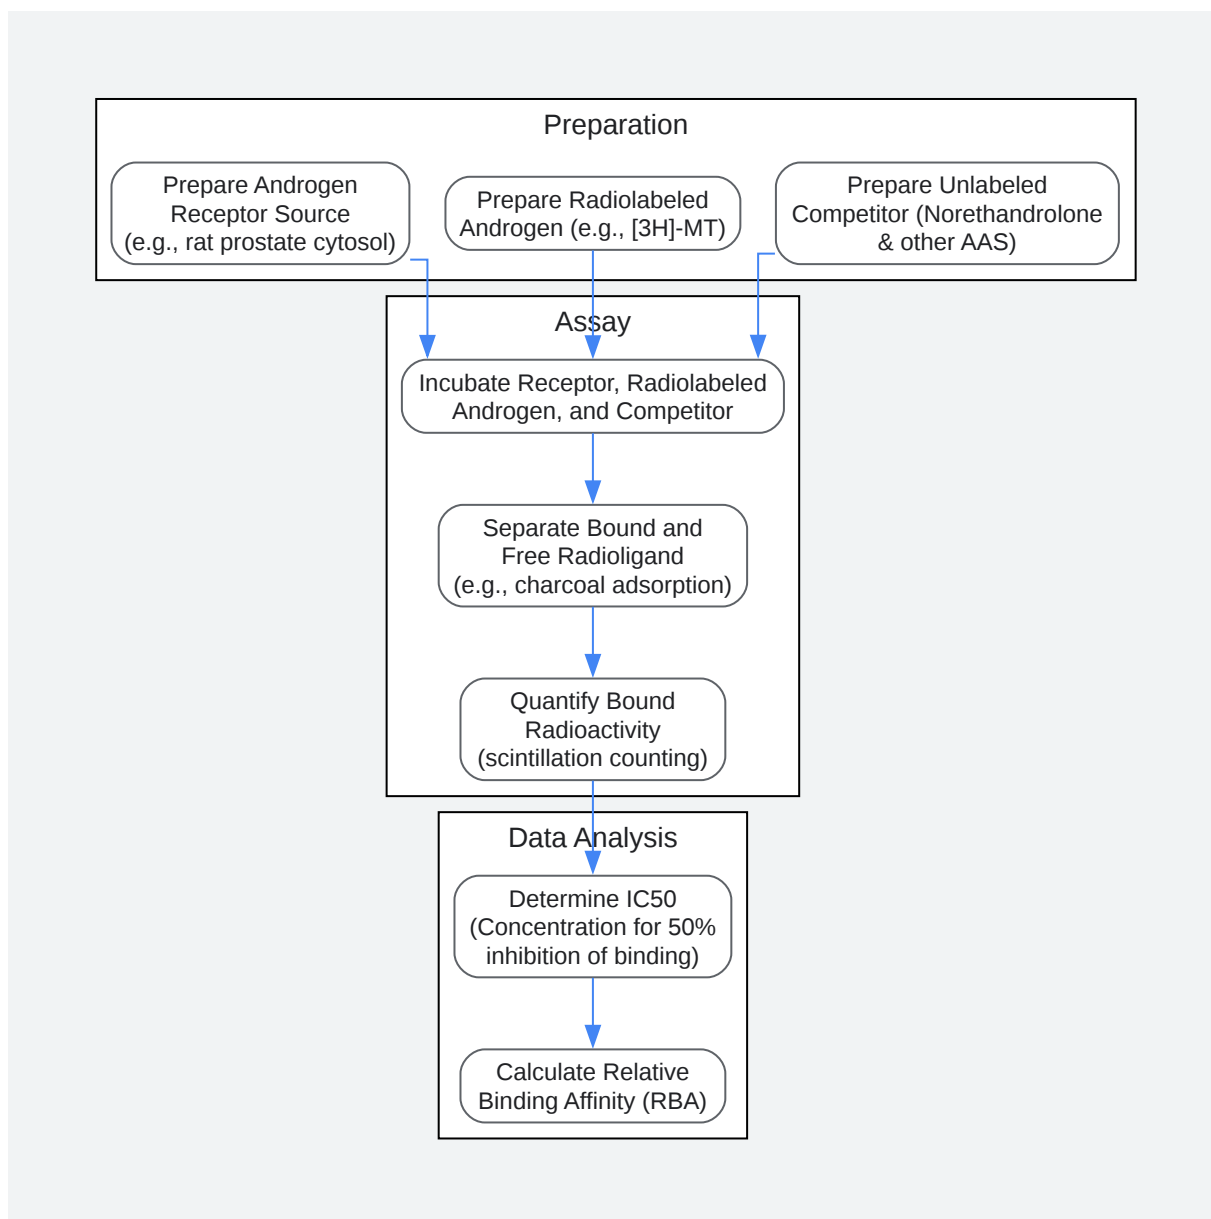 Preparation
Prepare Androgen
Receptor Source
(e.g., rat prostate cytosol)
Prepare Radiolabeled
Androgen (e.g., [3H]-MT)
Prepare Unlabeled
Competitor (Norethandrolone
& other AAS)
Assay
Incubate Receptor, Radiolabeled
Androgen, and Competitor
Separate Bound and
Free Radioligand
(e.g., charcoal adsorption)
Quantify Bound
Radioactivity
(scintillation counting)
Data Analysis
Determine IC50
(Concentration for 50%
inhibition of binding)
Calculate Relative
Binding Affinity (RBA)